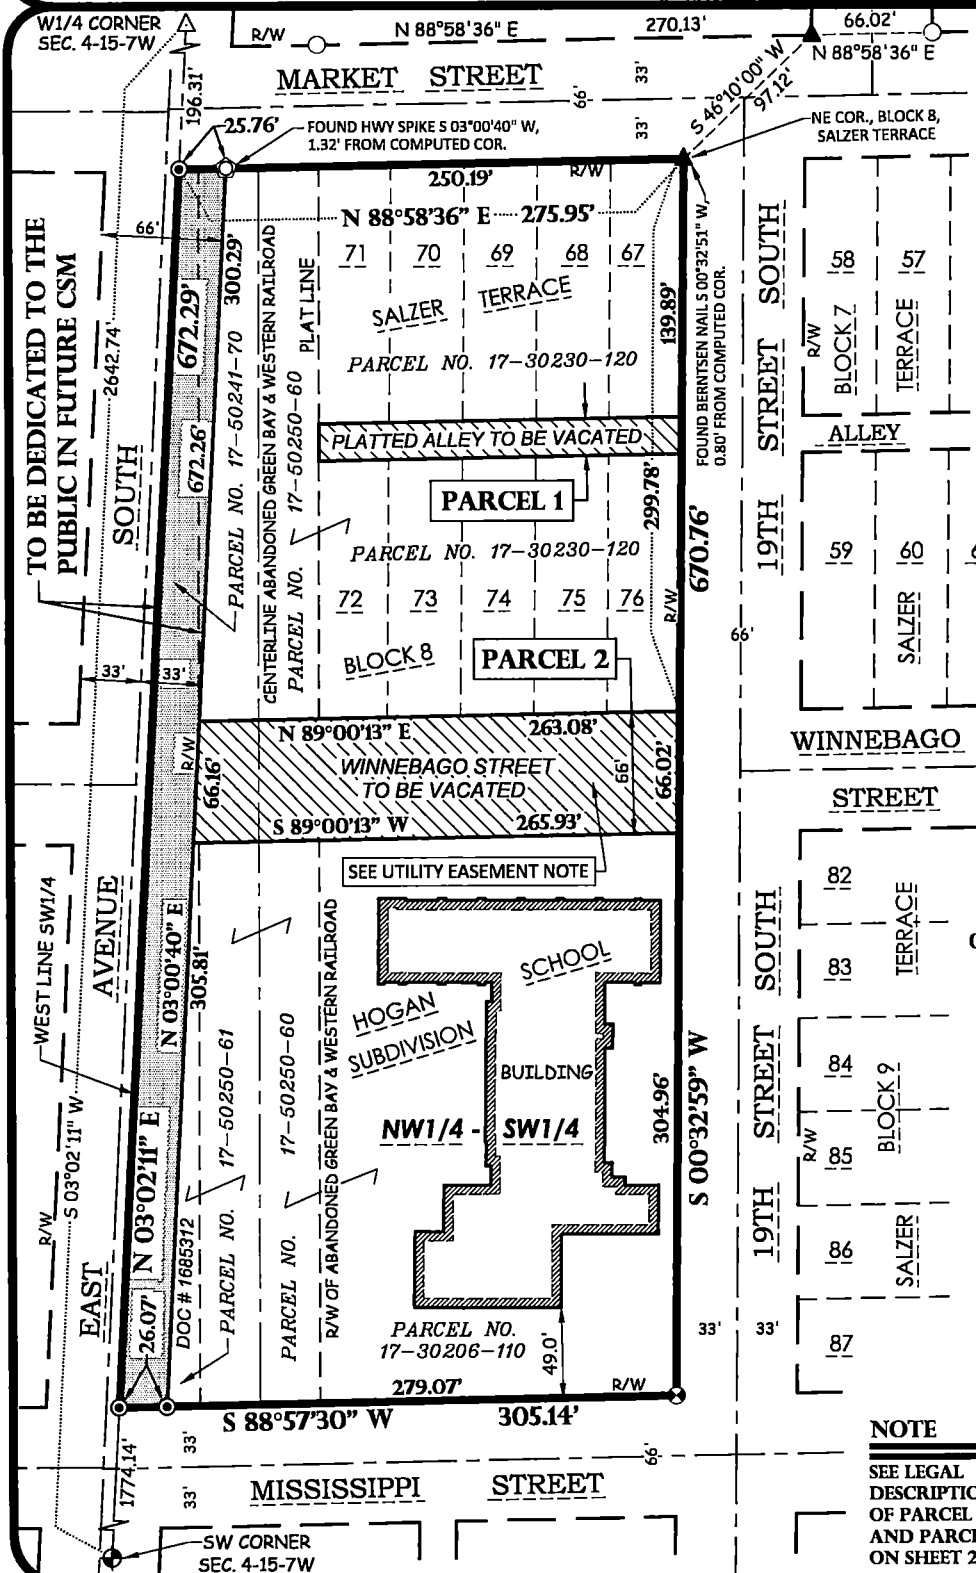 W1/4 CORNER
SEC. 4-15-7W
R/W
N 88°58'36" E
270.13'
66.02'
N 88°58'36" E
MARKET STREET
33'
66'
33'
S 46°10'00" W
97.12'
196.31'
25.76'
FOUND HWY SPIKE S 03°00'40" W,
1.32' FROM COMPUTED COR.
NE COR., BLOCK 8,
SALZER TERRACE
250.19'
R/W
N 88°58'36" E
275.95'
66'
TO BE DEDICATED TO THE
PUBLIC IN FUTURE CSM
2642.74'
672.29'
300.29'
672.26'
PARCEL NO. 17-50241-70
CENTERLINE ABANDONED GREEN BAY & WESTERN RAILROAD
PLAT LINE
PARCEL NO. 17-50250-60
71
70
69
68
67
SALZER TERRACE
PARCEL NO. 17-30230-120
139.89'
FOUND BERNTSEN NAIL S 00°32'51" W,
0.80' FROM COMPUTED COR.
PLATTED ALLEY TO BE VACATED
PARCEL 1
299.78'
670.76'
PARCEL NO. 17-30230-120
72
73
74
75
76
R/W
BLOCK 8
PARCEL 2
SOUTH
33'
33'
R/W
66'
19TH STREET SOUTH
58
57
R/W
BLOCK 7
TERRACE
ALLEY
59
60
SALZER
WINNEBAGO
STREET
N 89°00'13" E
263.08'
66.16'
WINNEBAGO STREET
TO BE VACATED
66'
66.02'
S 89°00'13" W
265.93'
SEE UTILITY EASEMENT NOTE
WEST LINE SW1/4
AVENUE
N 03°00'40" E
305.81'
S 03°02'11" W
R/W
N 03°02'11" E
EAST
26.07'
DOC # 1685312
PARCEL NO. 17-50250-61
PARCEL NO. 17-50250-60
R/W OF ABANDONED GREEN BAY & WESTERN RAILROAD
HOGAN
SUBDIVISION
SCHOOL
BUILDING
NW1/4 - SW1/4
304.96'
S 00°32'59" W
19TH STREET SOUTH
82
TERRACE
83
84
BLOCK 9
R/W
85
86
SALZER
87
PARCEL NO.
17-30206-110
49.0'
33'
33'
279.07'
R/W
S 88°57'30" W
305.14'
33'
33'
66'
1774.14'
MISSISSIPPI STREET
SW CORNER
SEC. 4-15-7W
NOTE
SEE LEGAL
DESCRIPTIO
OF PARCEL
AND PARCE
ON SHEET 2